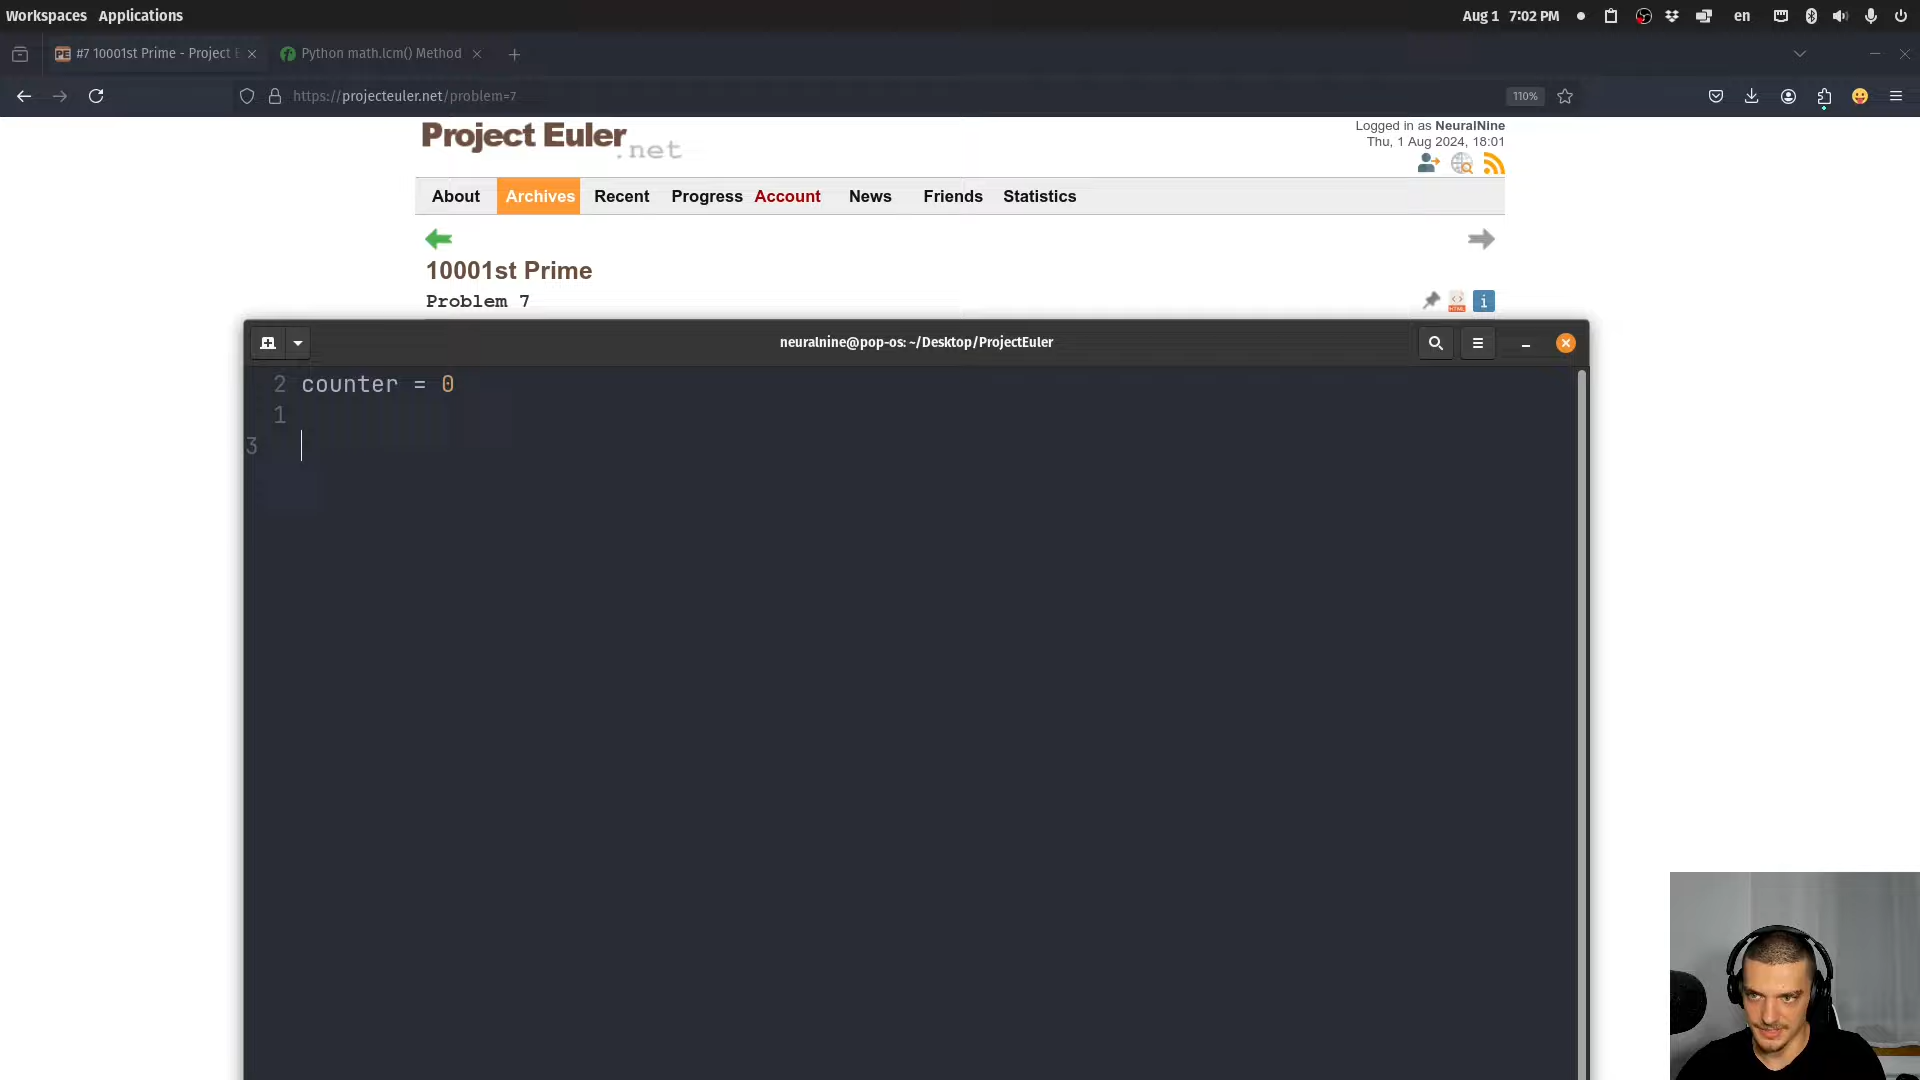 Workspaces Applications
Aug 1 7:02 PM en
#7 10001st Prime - Project E
Python math.lcm() Method
https://projecteuler.net/problem=7
110%
Project Euler
.net
Logged in as NeuralNine
Thu, 1 Aug 2024, 18:01
About Archives Recent Progress Account News Friends Statistics
10001st Prime
Problem 7
neuralnine@pop-os: ~/Desktop/ProjectEuler
2 counter = 0
1
3